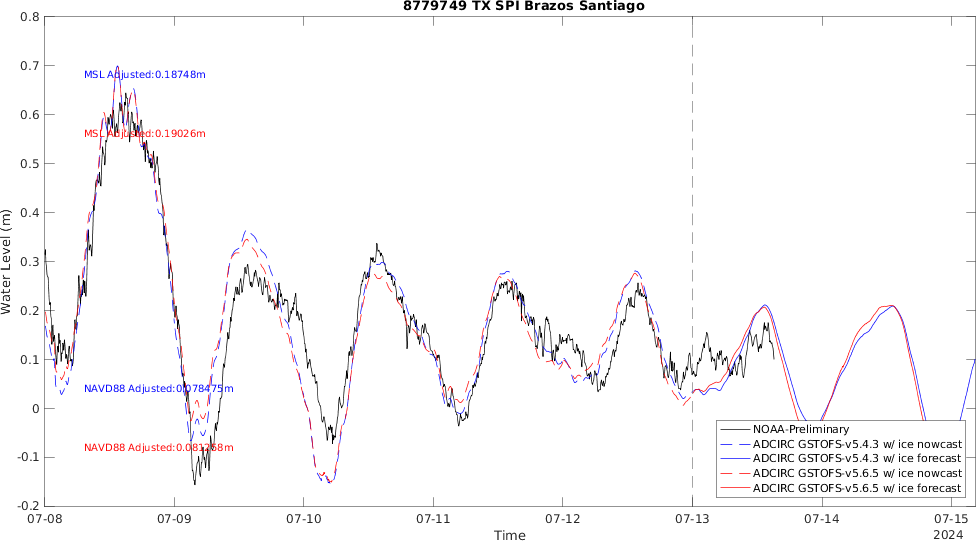 8779749 TX SPI Brazos Santiago
0.8
0.7
0.6
0.5
0.4
0.3
0.2
0.1
0
-0.1
-0.2
Water Level (m)
MSL Adjusted:0.18748m
MSL Adjusted:0.19026m
NAVD88 Adjusted:0.078475m
NAVD88 Adjusted:0.081268m
NOAA-Preliminary
ADCIRC GSTOFS-v5.4.3 w/ ice nowcast
ADCIRC GSTOFS-v5.4.3 w/ ice forecast
ADCIRC GSTOFS-v5.6.5 w/ ice nowcast
ADCIRC GSTOFS-v5.6.5 w/ ice forecast
07-08 07-09 07-10 07-11 07-12 07-13 07-14 07-15
Time
2024